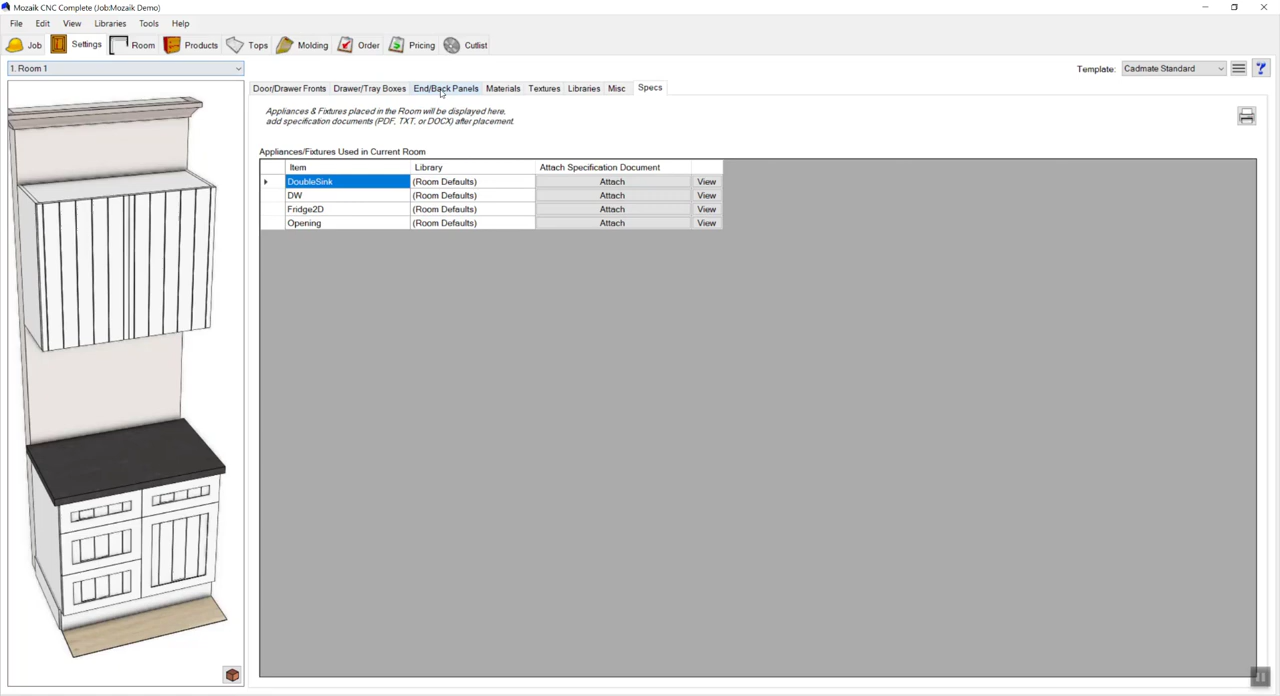 Mozaik CNC Complete (Job:Mozaik Demo)
File Edit View Libraries Tools Help
Job Settings Room Products Tops Molding Order Pricing Cutlist
1. Room 1
Template: Cadmate Standard
Door/Drawer Fronts Drawer/Tray Boxes End/Back Panels Materials Textures Libraries Misc Specs
Appliances & Fixtures placed in the Room will be displayed here,
add specification documents (PDF, TXT, or DOCX) after placement.
Appliances/Fixtures Used in Current Room
Item Library Attach Specification Document
DoubleSink (Room Defaults) Attach View
DW (Room Defaults) Attach View
Fridge2D (Room Defaults) Attach View
Opening (Room Defaults) Attach View